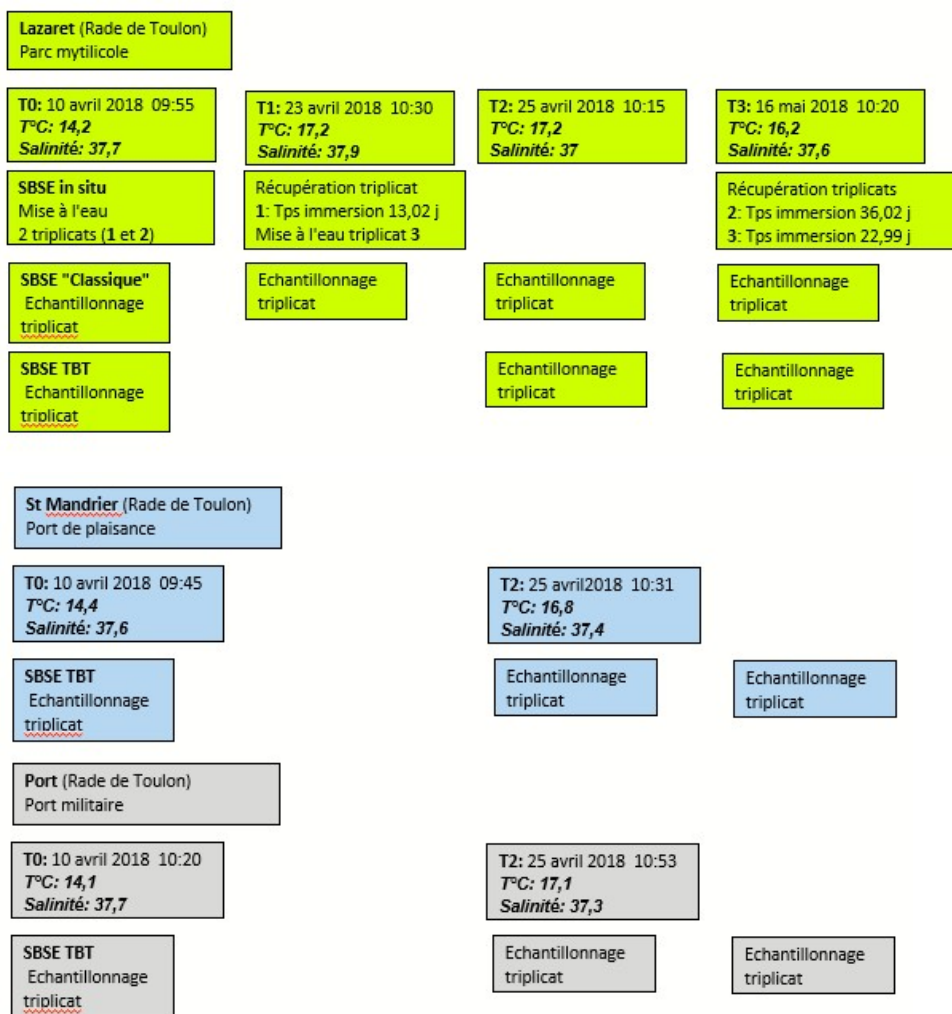 Lazaret (Rade de Toulon)
Parc mytilicole
T0: 10 avril 2018 09:55
T°C: 14,2
Salinité: 37,7
T1: 23 avril 2018 10:30
T°C: 17,2
Salinité: 37,9
T2: 25 avril 2018 10:15
T°C: 17,2
Salinité: 37
T3: 16 mai 2018 10:20
T°C: 16,2
Salinité: 37,6
SBSE in situ
Mise à l'eau
2 triplicats (1 et 2)
Récupération triplicat
1: Tps immersion 13,02 j
Mise à l'eau triplicat 3
Récupération triplicats
2: Tps immersion 36,02 j
3: Tps immersion 22,99 j
SBSE "Classique"
Echantillonnage
triplicat
Echantillonnage
triplicat
Echantillonnage
triplicat
Echantillonnage
triplicat
SBSE TBT
Echantillonnage
triplicat
Echantillonnage
triplicat
Echantillonnage
triplicat
St Mandrier (Rade de Toulon)
Port de plaisance
T0: 10 avril 2018 09:45
T°C: 14,4
Salinité: 37,6
T2: 25 avril2018 10:31
T°C: 16,8
Salinité: 37,4
SBSE TBT
Echantillonnage
triplicat
Echantillonnage
triplicat
Echantillonnage
triplicat
Port (Rade de Toulon)
Port militaire
T0: 10 avril 2018 10:20
T°C: 14,1
Salinité: 37,7
T2: 25 avril 2018 10:53
T°C: 17,1
Salinité: 37,3
SBSE TBT
Echantillonnage
triplicat
Echantillonnage
triplicat
Echantillonnage
triplicat